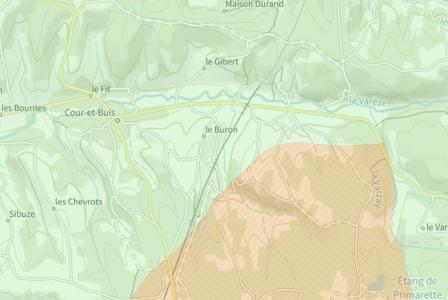 Maison Durand
le Gibert
le Fit
la Varèze
les Bournes
Cour-et-Buis
le Buron
la Valzay
les Chevrots
Sibuze
le Var
Étang de
Primarette